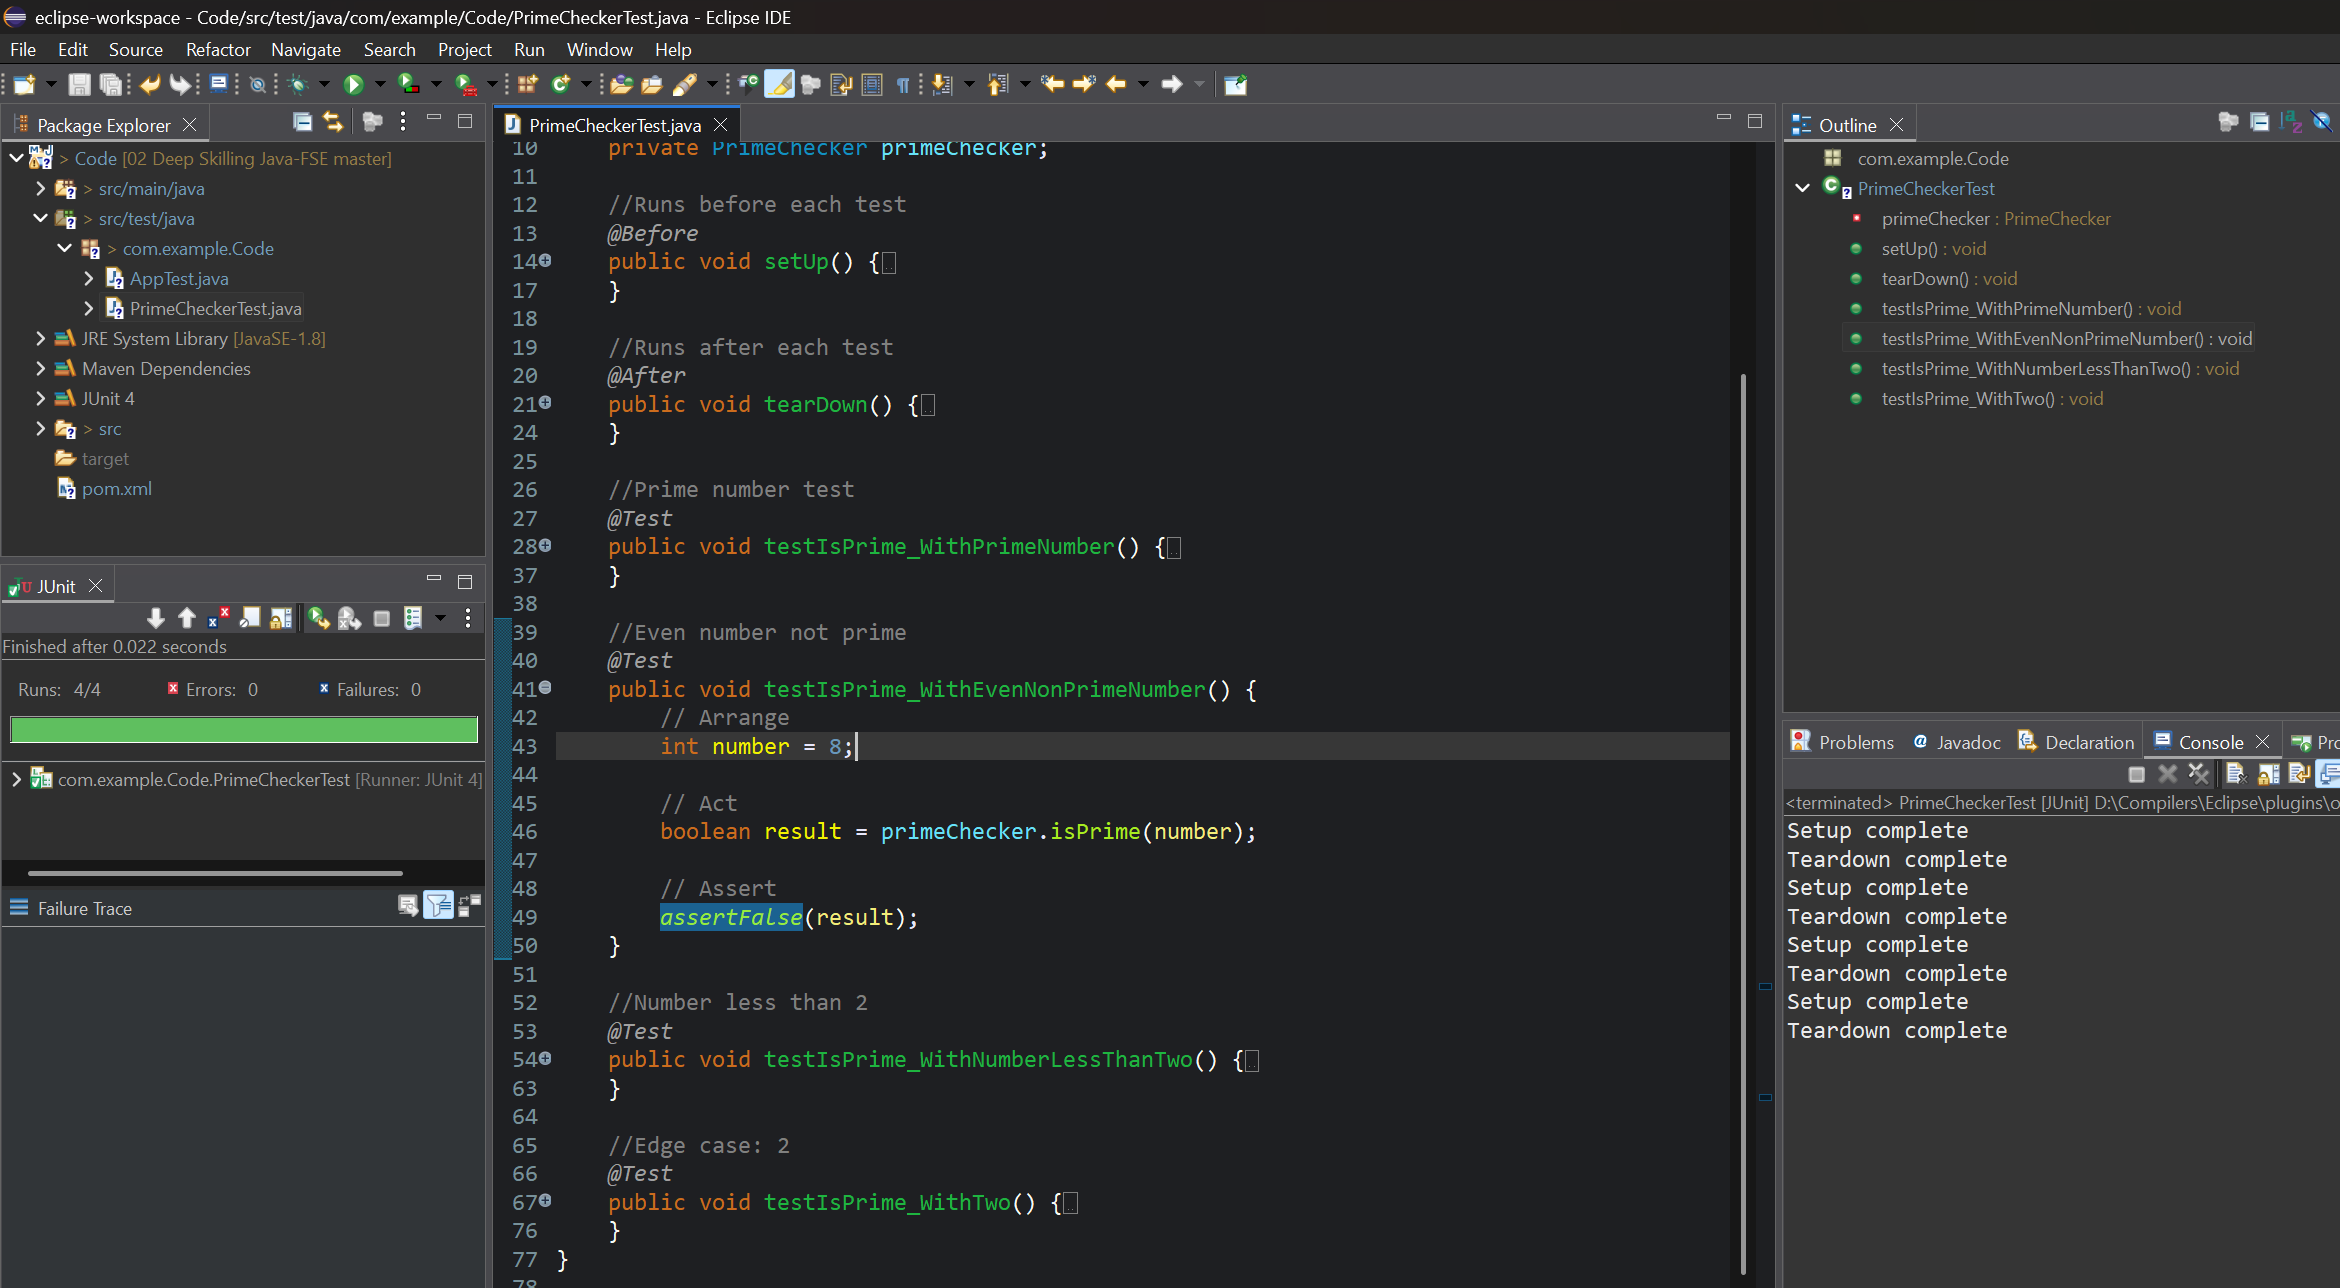 eclipse-workspace - Code/src/test/java/com/example/Code/PrimeCheckerTest.java - Eclipse IDE
File Edit Source Refactor Navigate Search Project Run Window Help
Package Explorer
> Code [02 Deep Skilling Java-FSE master]
> src/main/java
> src/test/java
> com.example.Code
AppTest.java
PrimeCheckerTest.java
JRE System Library [JavaSE-1.8]
Maven Dependencies
JUnit 4
> src
target
pom.xml
JUnit
Finished after 0.022 seconds
Runs: 4/4 Errors: 0 Failures: 0
com.example.Code.PrimeCheckerTest [Runner: JUnit 4]
Failure Trace
PrimeCheckerTest.java
10 private PrimeChecker primeChecker;
11
12 //Runs before each test
13 @Before
14 public void setUp() {
17 }
18
19 //Runs after each test
20 @After
21 public void tearDown() {
24 }
25
26 //Prime number test
27 @Test
28 public void testIsPrime_WithPrimeNumber() {
37 }
38
39 //Even number not prime
40 @Test
41 public void testIsPrime_WithEvenNonPrimeNumber() {
42 // Arrange
43 int number = 8;
44
45 // Act
46 boolean result = primeChecker.isPrime(number);
47
48 // Assert
49 assertFalse(result);
50 }
51
52 //Number less than 2
53 @Test
54 public void testIsPrime_WithNumberLessThanTwo() {
63 }
64
65 //Edge case: 2
66 @Test
67 public void testIsPrime_WithTwo() {
76 }
77 }
78
Outline
com.example.Code
PrimeCheckerTest
primeChecker : PrimeChecker
setUp() : void
tearDown() : void
testIsPrime_WithPrimeNumber() : void
testIsPrime_WithEvenNonPrimeNumber() : void
testIsPrime_WithNumberLessThanTwo() : void
testIsPrime_WithTwo() : void
Problems Javadoc Declaration Console Pro
<terminated> PrimeCheckerTest [JUnit] D:\Compilers\Eclipse\plugins\o
Setup complete
Teardown complete
Setup complete
Teardown complete
Setup complete
Teardown complete
Setup complete
Teardown complete